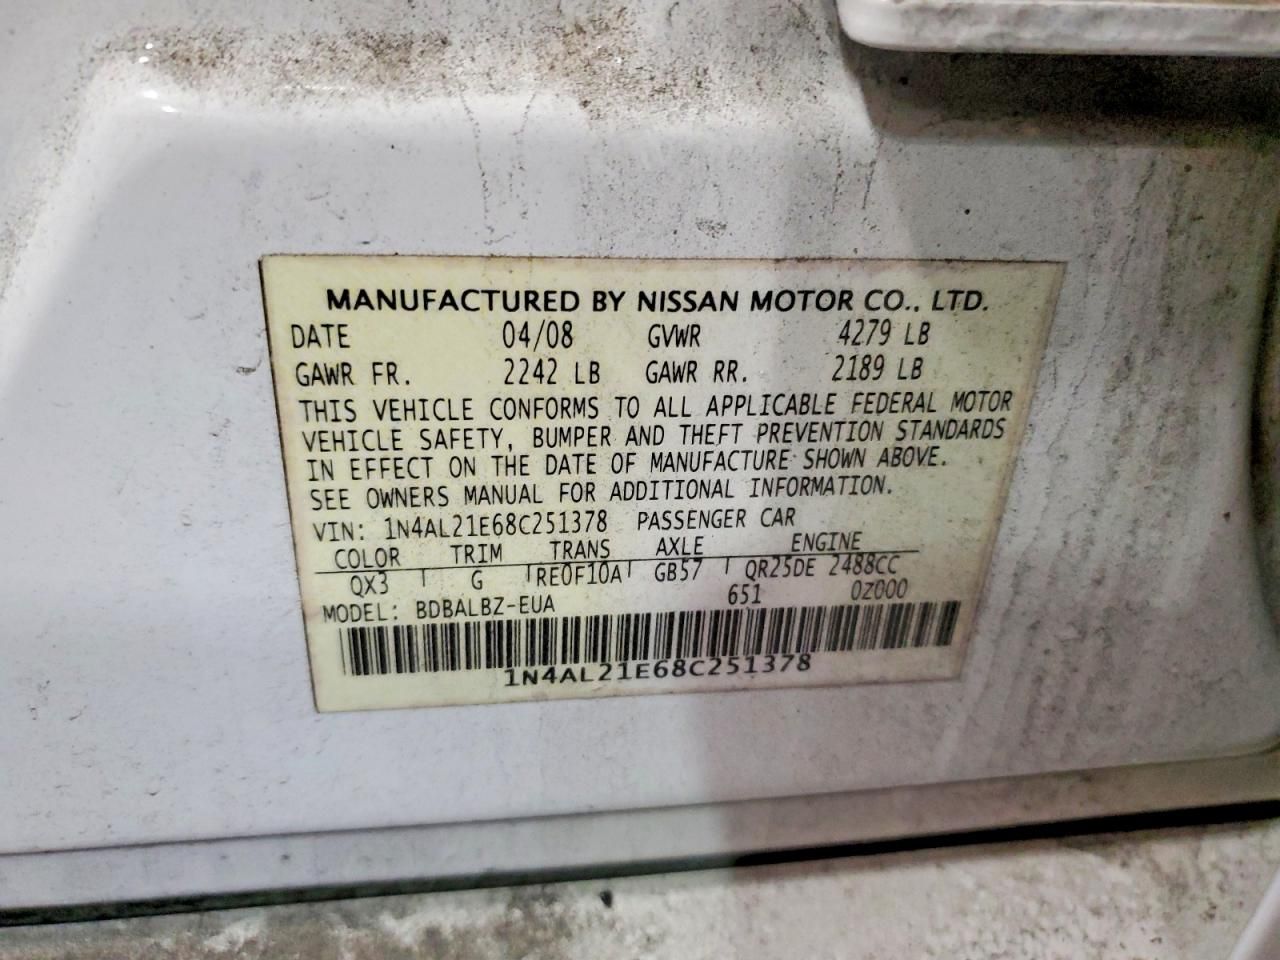 MANUFACTURED BY NISSAN MOTOR CO., LTD.
DATE 04/08 GVWR 4279 LB
GAWR FR. 2242 LB GAWR RR. 2189 LB
THIS VEHICLE CONFORMS TO ALL APPLICABLE FEDERAL MOTOR
VEHICLE SAFETY, BUMPER AND THEFT PREVENTION STANDARDS
IN EFFECT ON THE DATE OF MANUFACTURE SHOWN ABOVE.
SEE OWNERS MANUAL FOR ADDITIONAL INFORMATION.
VIN: 1N4AL21E68C251378 PASSENGER CAR
COLOR TRIM TRANS AXLE ENGINE
QX3 G RE0F10A GB57 QR25DE 2488CC
MODEL: BDBALBZ-EUA 651 0Z000
1N4AL21E68C251378